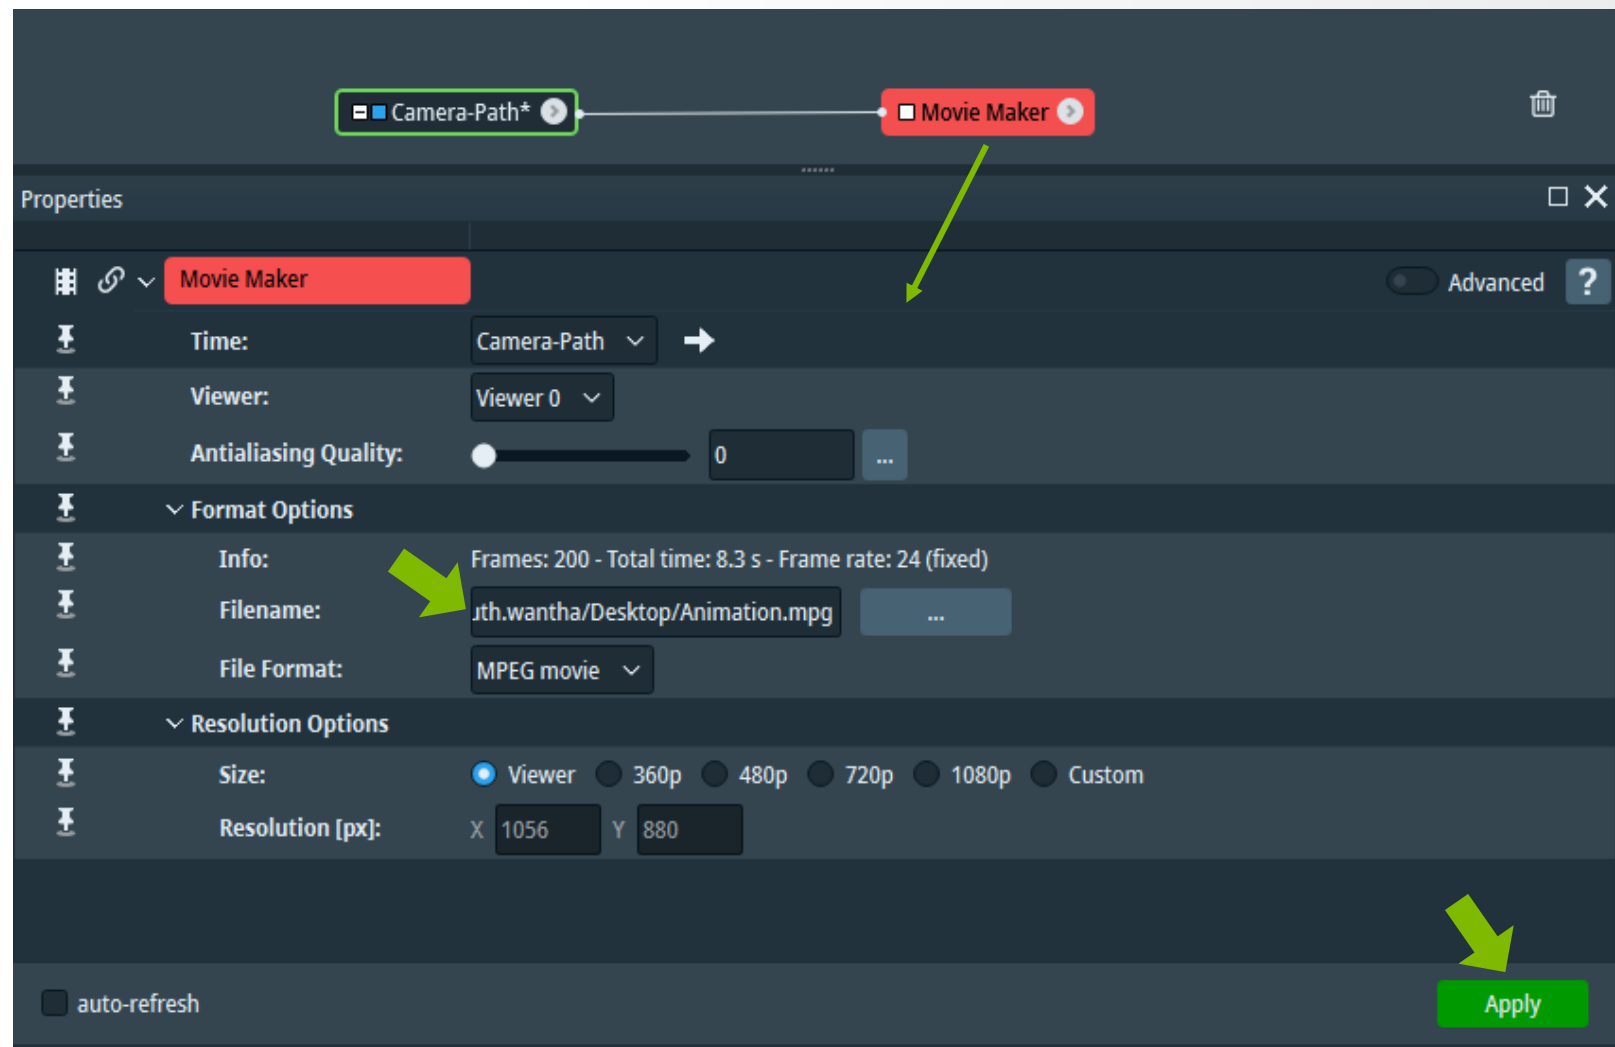 Camera-Path*
Movie Maker
Properties
Movie Maker
Advanced ?
Time: Camera-Path
Viewer: Viewer 0
Antialiasing Quality: 0 ...
Format Options
Info: Frames: 200 - Total time: 8.3 s - Frame rate: 24 (fixed)
Filename: uth.wantha/Desktop/Animation.mpg ...
File Format: MPEG movie
Resolution Options
Size: Viewer 360p 480p 720p 1080p Custom
Resolution [px]: X 1056 Y 880
auto-refresh
Apply